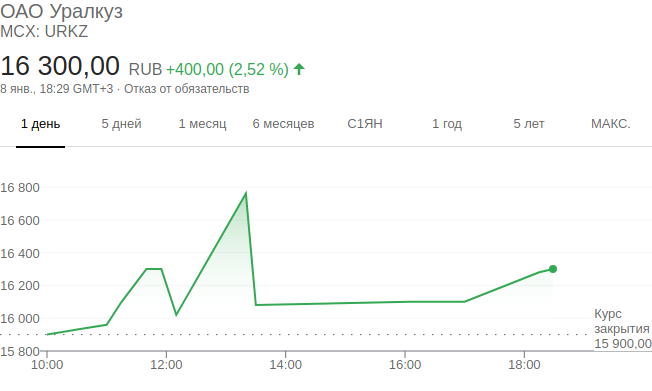 ОАО Уралкуз
MCX: URKZ
16 300,00 RUB +400,00 (2,52 %)
8 янв., 18:29 GMT+3 · Отказ от обязательств
1 день 5 дней 1 месяц 6 месяцев С1ЯН 1 год 5 лет МАКС.
16 800
16 600
16 400
16 200
16 000
15 800
Курс
закрытия
15 900,00
10:00 12:00 14:00 16:00 18:00